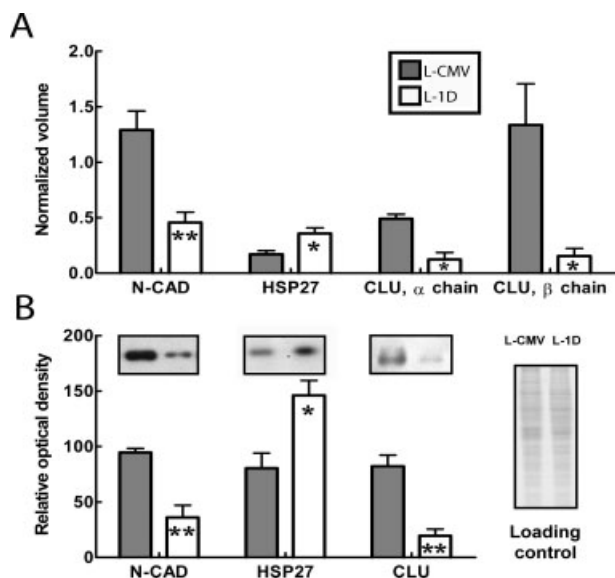 A
Normalized volume
2.0
1.5
1.0
0.5
0.0
L-CMV
L-1D
**
*
*
*
N-CAD HSP27 CLU, α chain CLU, β chain
B
Relative optical density
200
150
100
50
0
**
*
**
N-CAD HSP27 CLU
L-CMV L-1D
Loading
control